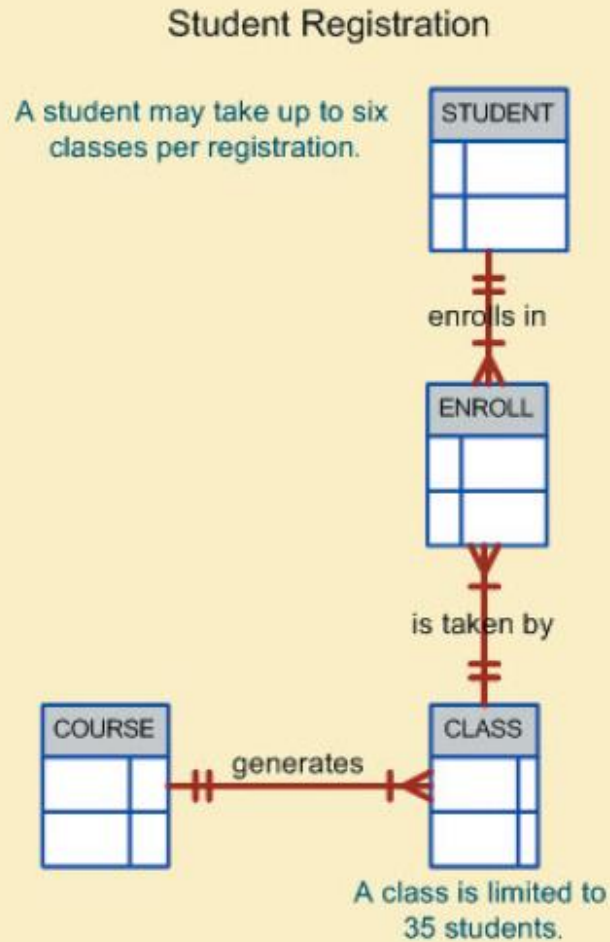 Student Registration
A student may take up to six
classes per registration.
STUDENT
enrolls in
ENROLL
is taken by
COURSE
generates
CLASS
A class is limited to
35 students.